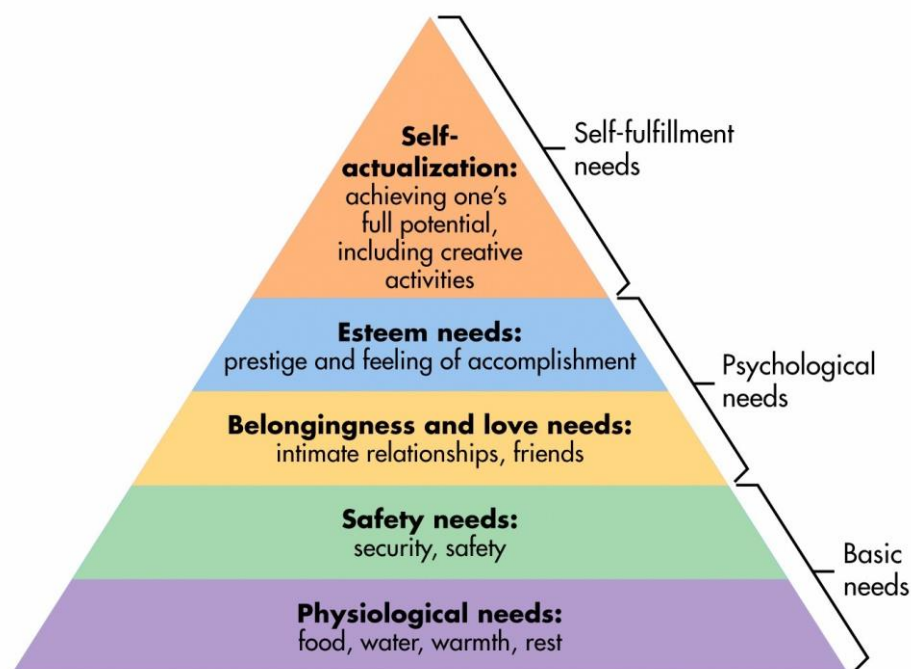 Self-
actualization:
achieving one's
full potential,
including creative
activities
Self-fulfillment
needs
Esteem needs:
prestige and feeling of accomplishment
Psychological
needs
Belongingness and love needs:
intimate relationships, friends
Safety needs:
security, safety
Basic
needs
Physiological needs:
food, water, warmth, rest